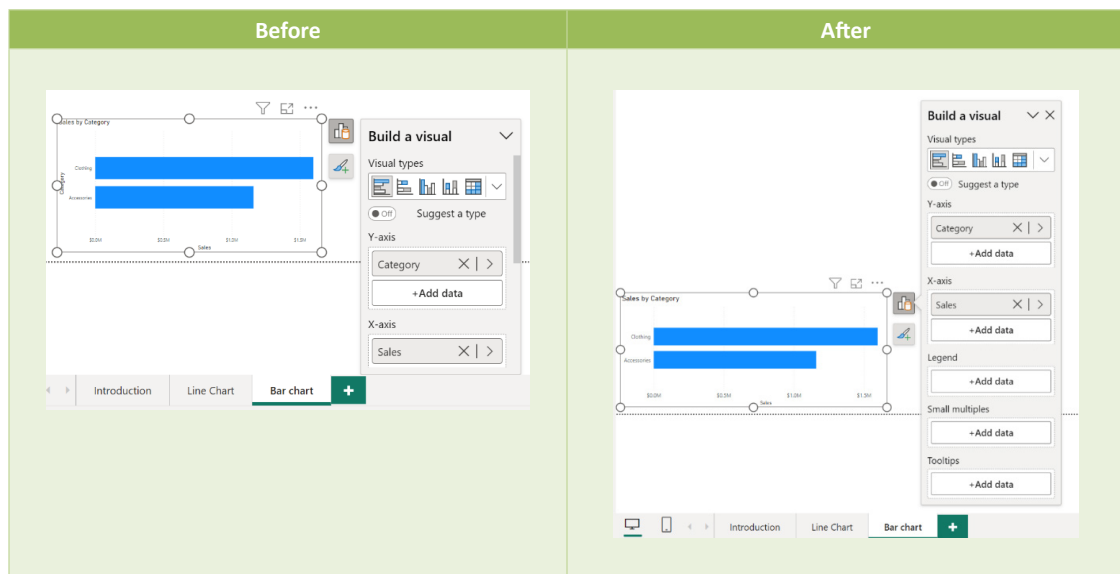 Before
After
Sales by Category
Category
Clothing
Accessories
$0.0M
$0.5M
$1.0M
$1.5M
Sales
Build a visual
Visual types
Off
Suggest a type
Y-axis
Category
+Add data
X-axis
Sales
Introduction
Line Chart
Bar chart
+
Sales by Category
Clothing
Accessories
$0.0M
$0.5M
$1.0M
$1.5M
Sales
Build a visual
Visual types
Off
Suggest a type
Y-axis
Category
+Add data
X-axis
Sales
+Add data
Legend
+Add data
Small multiples
+Add data
Tooltips
+Add data
Introduction
Line Chart
Bar chart
+